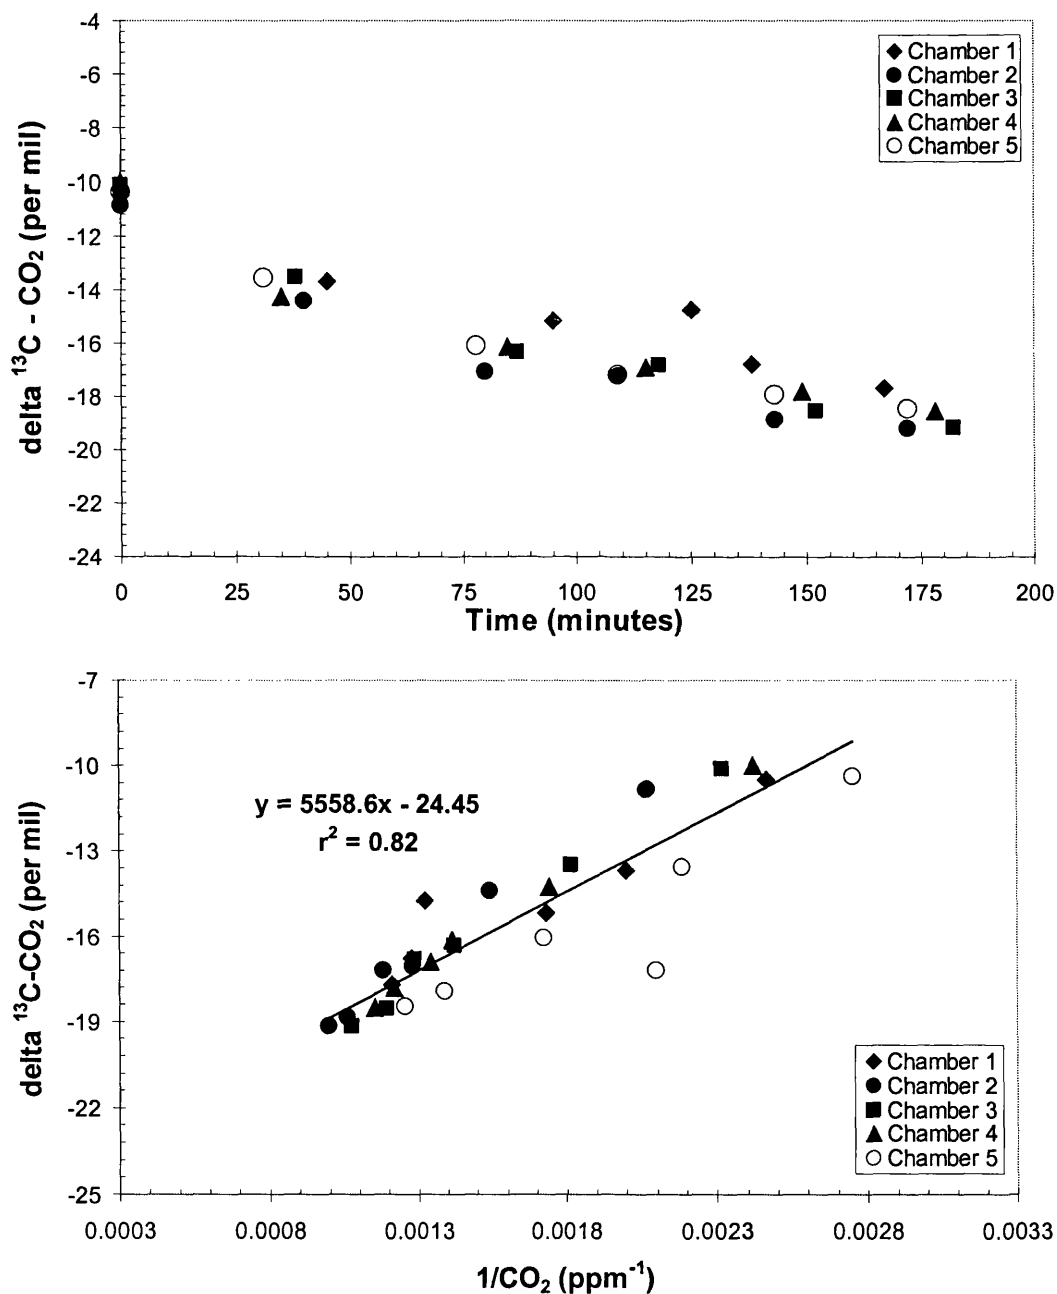 -4
-6
-8
-10
-12
-14
-16
-18
-20
-22
-24
delta ¹³C - CO₂ (per mil)
Chamber 1
Chamber 2
Chamber 3
Chamber 4
Chamber 5
0 25 50 75 100 125 150 175 200
Time (minutes)
-7
-10
-13
-16
-19
-22
-25
delta ¹³C-CO₂ (per mil)
y = 5558.6x - 24.45
r² = 0.82
Chamber 1
Chamber 2
Chamber 3
Chamber 4
Chamber 5
0.0003 0.0008 0.0013 0.0018 0.0023 0.0028 0.0033
1/CO₂ (ppm⁻¹)